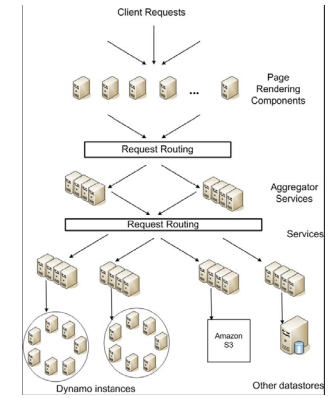 Client Requests
Page
Rendering
Components
Request Routing
Aggregator
Services
Request Routing
Services
Amazon
S3
Dynamo instances
Other datastores